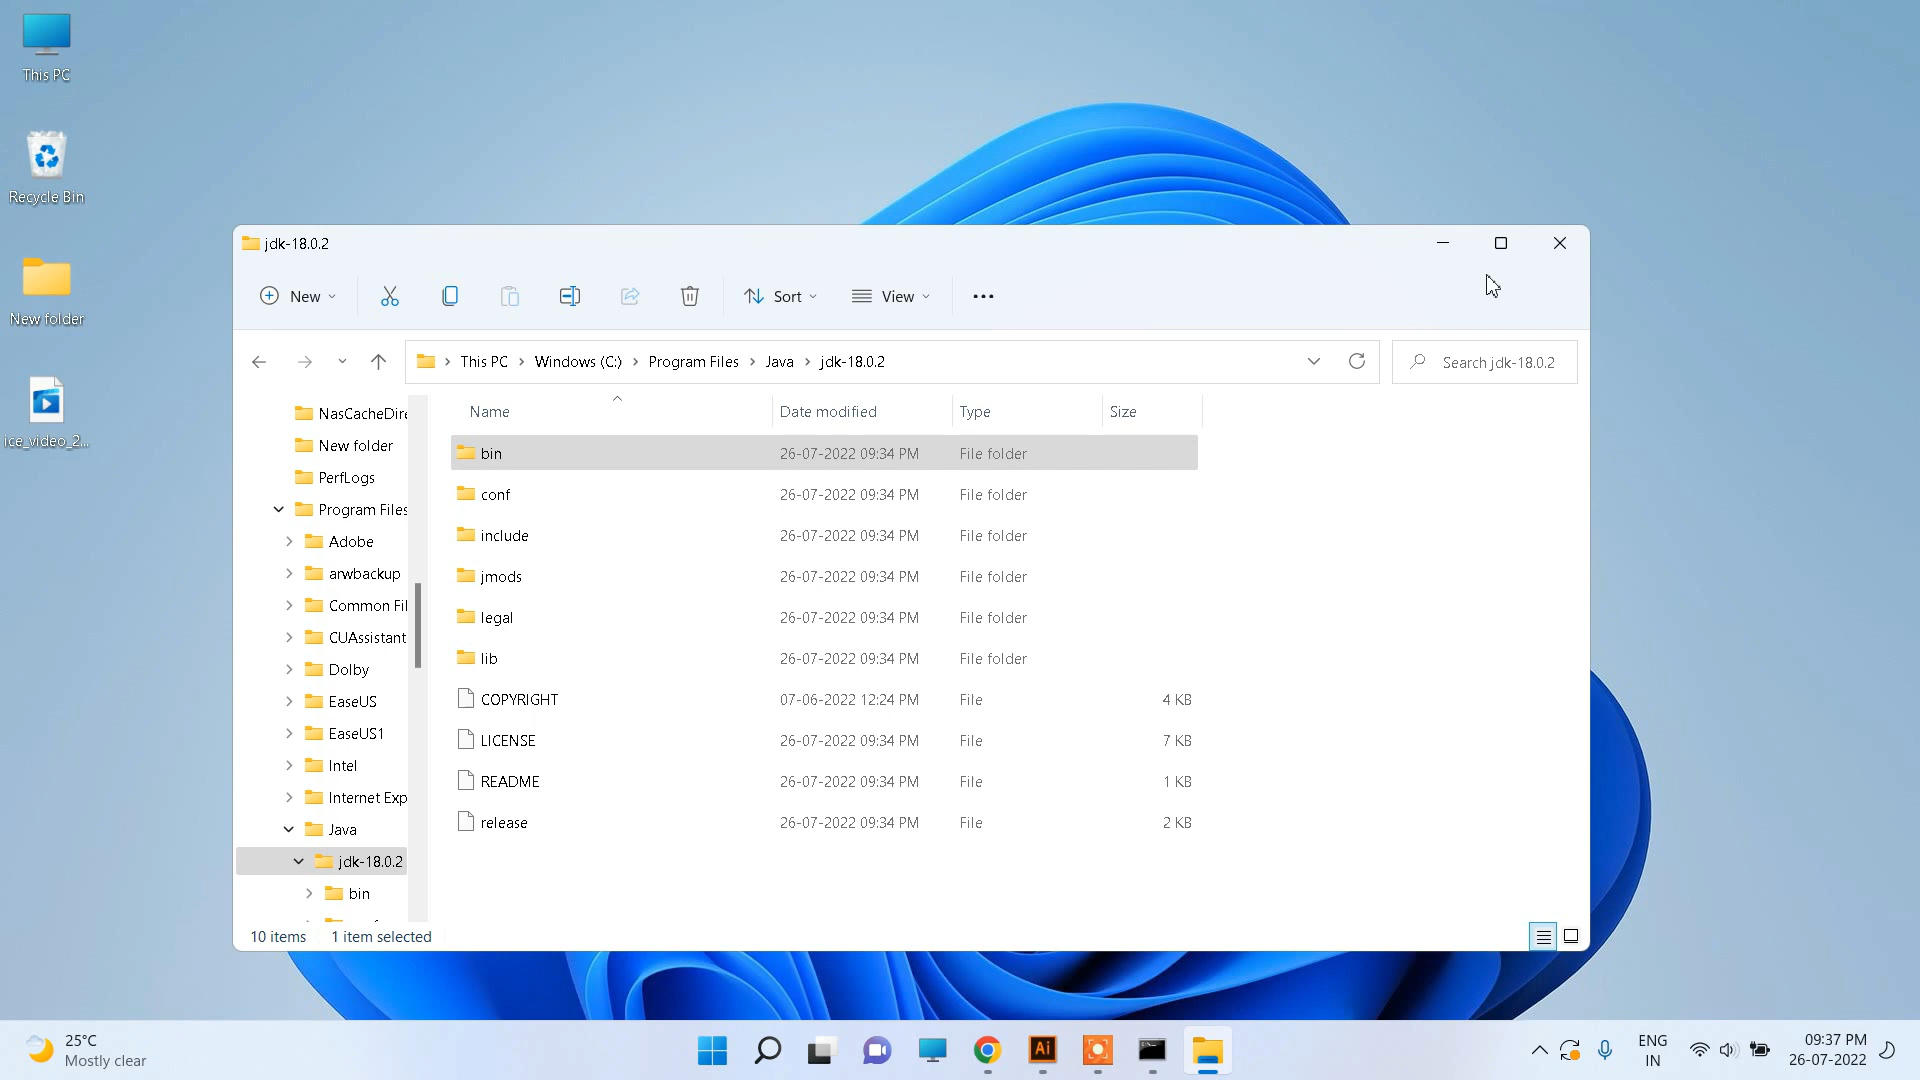 This PC
Recycle Bin
New folder
ice_video_2...
jdk-18.0.2
New
Sort
View
This PC > Windows (C:) > Program Files > Java > jdk-18.0.2
Search jdk-18.0.2
NasCacheDire
New folder
PerfLogs
Program Files
Adobe
arwbackup
Common Fil
CUAssistant
Dolby
EaseUS
EaseUS1
Intel
Internet Exp
Java
jdk-18.0.2
bin
Name Date modified Type Size
bin 26-07-2022 09:34 PM File folder
conf 26-07-2022 09:34 PM File folder
include 26-07-2022 09:34 PM File folder
jmods 26-07-2022 09:34 PM File folder
legal 26-07-2022 09:34 PM File folder
lib 26-07-2022 09:34 PM File folder
COPYRIGHT 07-06-2022 12:24 PM File 4 KB
LICENSE 26-07-2022 09:34 PM File 7 KB
README 26-07-2022 09:34 PM File 1 KB
release 26-07-2022 09:34 PM File 2 KB
10 items 1 item selected
25°C
Mostly clear
Ai
ENG
IN
09:37 PM
26-07-2022